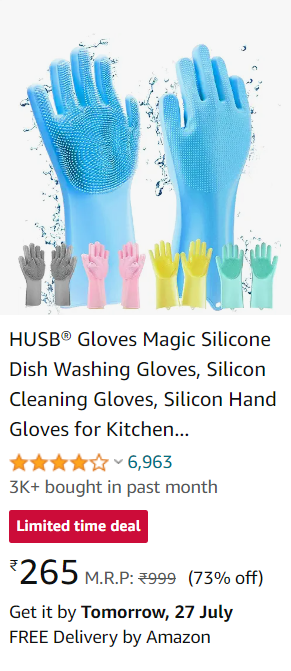 HUSB® Gloves Magic Silicone
Dish Washing Gloves, Silicon
Cleaning Gloves, Silicon Hand
Gloves for Kitchen...
6,963
3K+ bought in past month
Limited time deal
₹265 M.R.P: ₹999 (73% off)
Get it by Tomorrow, 27 July
FREE Delivery by Amazon